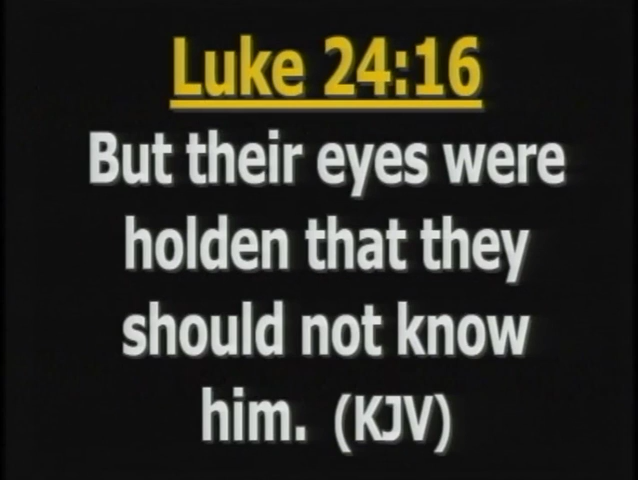 Luke 24:16
But their eyes were
holden that they
should not know
him. (KJV)